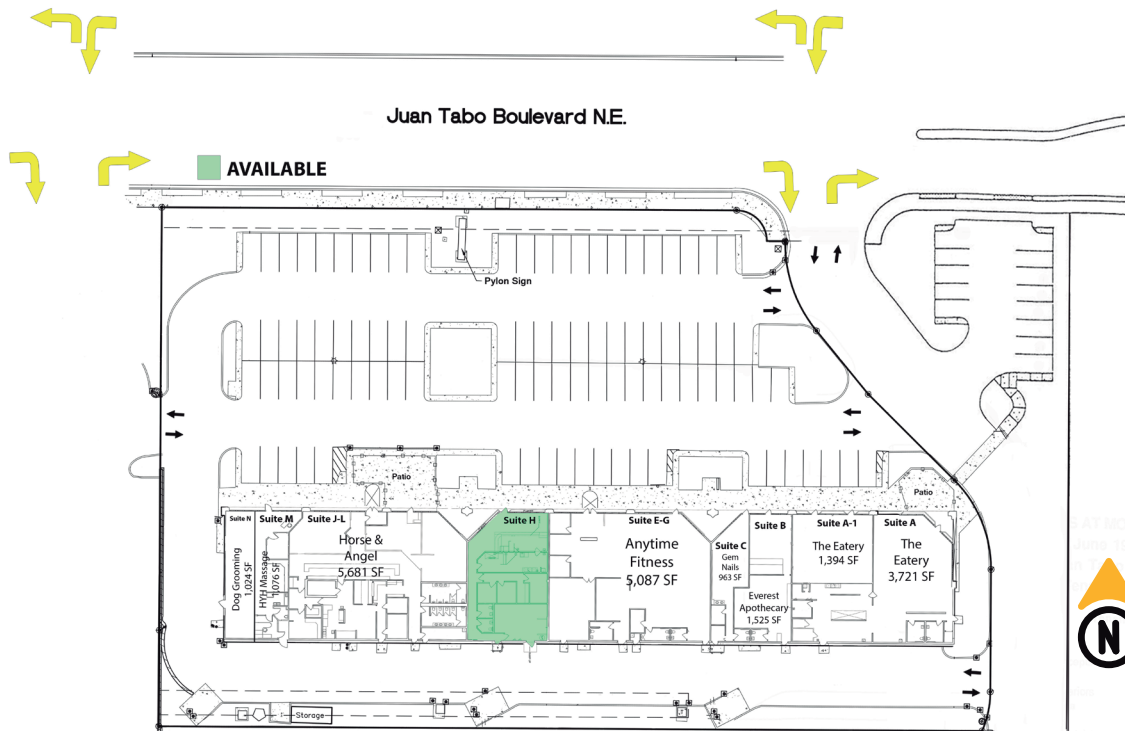 Juan Tabo Boulevard N.E.
AVAILABLE
Pylon Sign
Patio
Patio
Suite N
Dog Grooming
1,024 SF
Suite M
HYH Massage
1,076 SF
Suite J-L
Horse &
Angel
5,681 SF
Suite H
Suite E-G
Anytime
Fitness
5,087 SF
Suite C
Gem
Nails
963 SF
Suite B
Everest
Apothecary
1,525 SF
Suite A-1
The Eatery
1,394 SF
Suite A
The
Eatery
3,721 SF
Storage
N